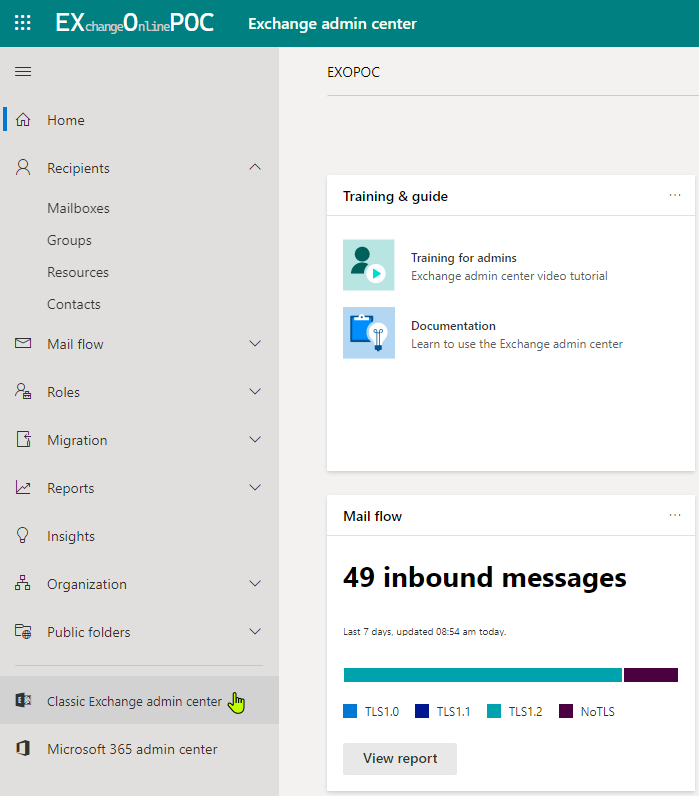 EXchangeOnLinePOC Exchange admin center
EXOPOC
Home
Recipients
Mailboxes
Groups
Resources
Contacts
Mail flow
Roles
Migration
Reports
Insights
Organization
Public folders
Classic Exchange admin center
Microsoft 365 admin center
Training & guide
Training for admins
Exchange admin center video tutorial
Documentation
Learn to use the Exchange admin center
Mail flow
49 inbound messages
Last 7 days, updated 08:54 am today.
TLS1.0 TLS1.1 TLS1.2 NoTLS
View report